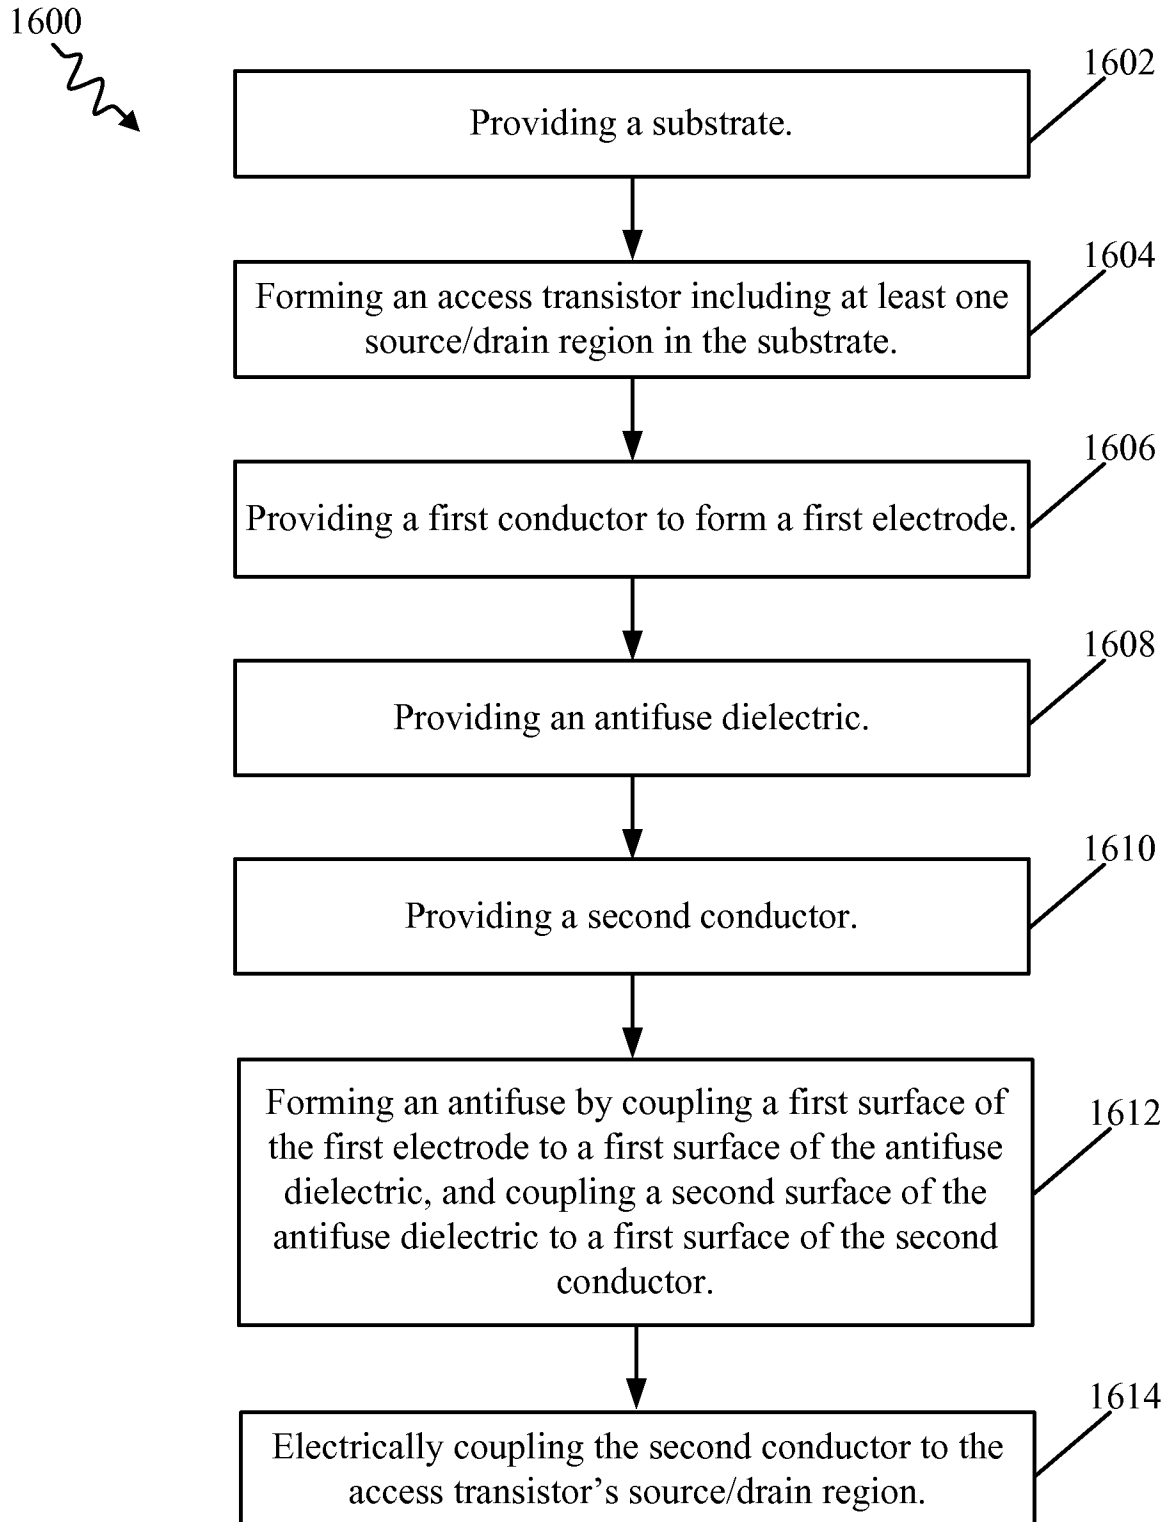 1600
1602
Providing a substrate.
1604
Forming an access transistor including at least one
source/drain region in the substrate.
1606
Providing a first conductor to form a first electrode.
1608
Providing an antifuse dielectric.
1610
Providing a second conductor.
1612
Forming an antifuse by coupling a first surface of
the first electrode to a first surface of the antifuse
dielectric, and coupling a second surface of the
antifuse dielectric to a first surface of the second
conductor.
1614
Electrically coupling the second conductor to the
access transistor’s source/drain region.